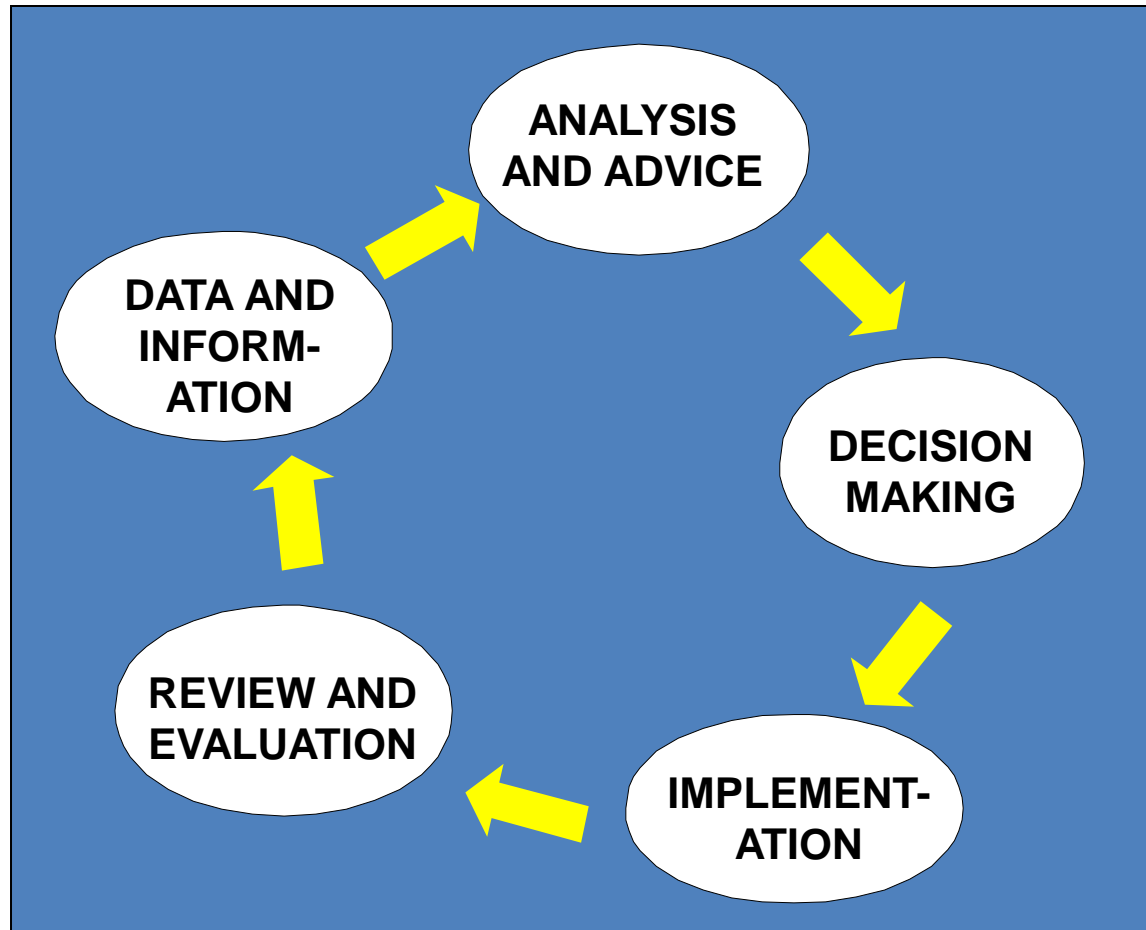 ANALYSIS
AND ADVICE
DATA AND
INFORM-
ATION
DECISION
MAKING
REVIEW AND
EVALUATION
IMPLEMENT-
ATION